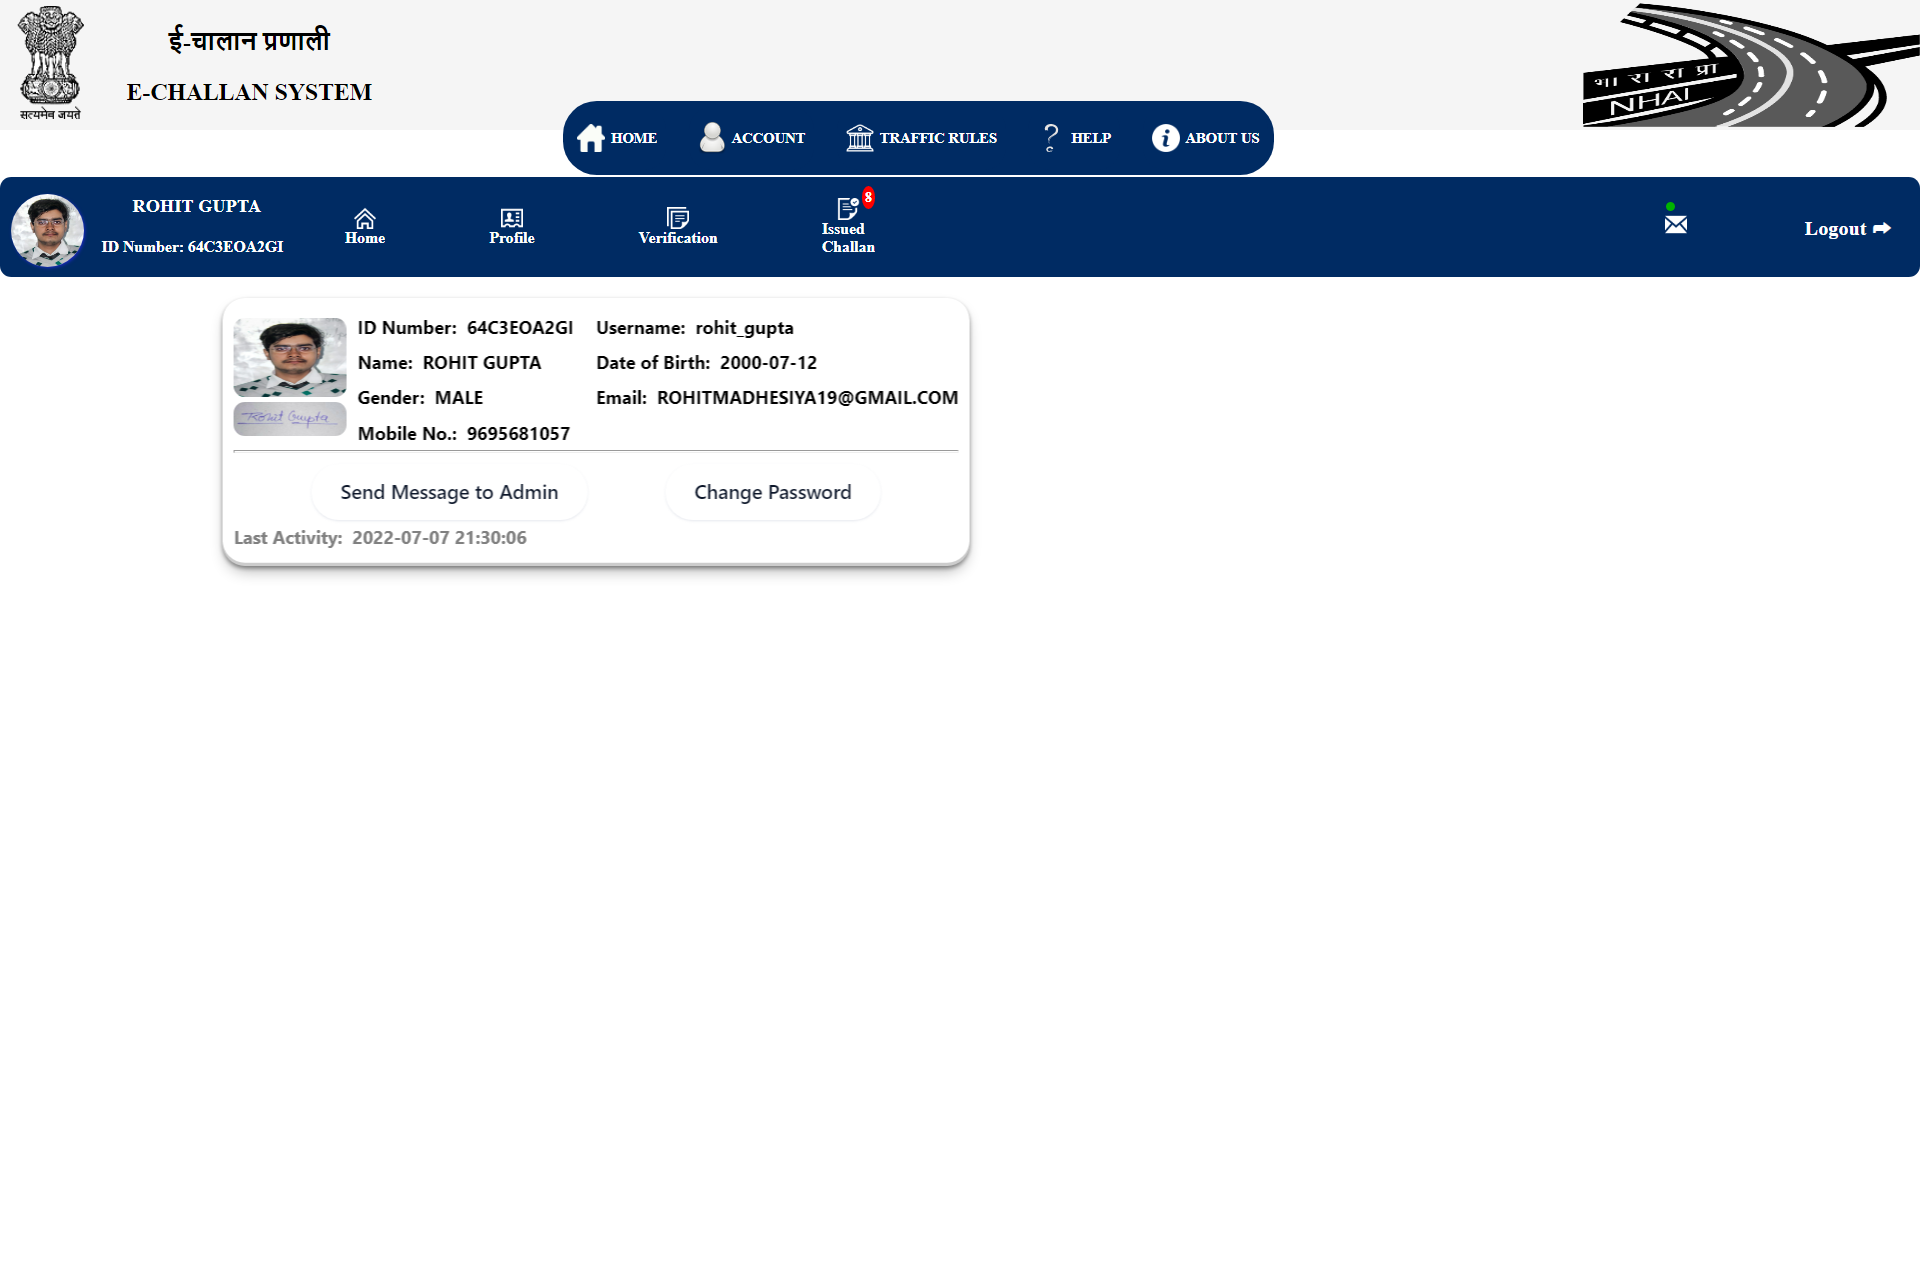 ई-चालान प्रणाली
E-CHALLAN SYSTEM
सत्यमेव जयते
भा रा रा प्रा
NHAI
HOME
ACCOUNT
TRAFFIC RULES
HELP
ABOUT US
ROHIT GUPTA
ID Number: 64C3EOA2GI
Home
Profile
Verification
8
Issued
Challan
Logout
ID Number: 64C3EOA2GI
Username: rohit_gupta
Name: ROHIT GUPTA
Date of Birth: 2000-07-12
Gender: MALE
Email: ROHITMADHESIYA19@GMAIL.COM
Rohit Gupta
Mobile No.: 9695681057
Send Message to Admin
Change Password
Last Activity: 2022-07-07 21:30:06